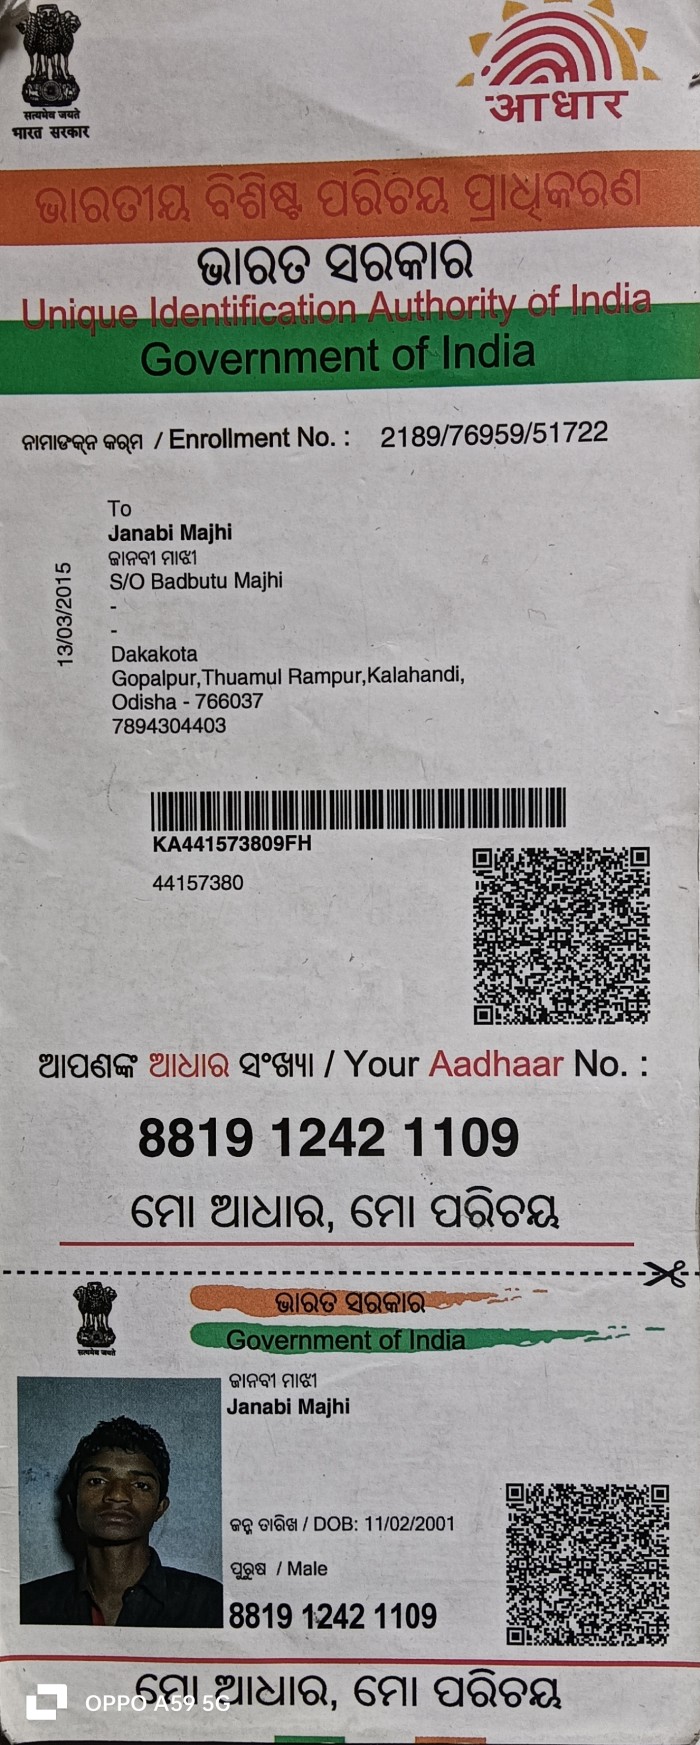 सत्यमेव जयते
भारत सरकार
आधार
ଭାରତୀୟ ବିଶିଷ୍ଟ ପରିଚୟ ପ୍ରାଧିକରଣ
ଭାରତ ସରକାର
Unique Identification Authority of India
Government of India
ନାମାଙ୍କନ କ୍ରମ / Enrollment No. : 2189/76959/51722
To
Janabi Majhi
ଜାନବୀ ମାଝୀ
S/O Badbutu Majhi
-
-
Dakakota
Gopalpur,Thuamul Rampur,Kalahandi,
Odisha - 766037
7894304403
13/03/2015
KA441573809FH
44157380
ଆପଣଙ୍କ ଆଧାର ସଂଖ୍ୟା / Your Aadhaar No. :
8819 1242 1109
ମୋ ଆଧାର, ମୋ ପରିଚୟ
ଭାରତ ସରକାର
Government of India
सत्यमेव जयते
ଜାନବୀ ମାଝୀ
Janabi Majhi
ଜନ୍ମ ତାରିଖ / DOB: 11/02/2001
ପୁରୁଷ / Male
8819 1242 1109
ମୋ ଆଧାର, ମୋ ପରିଚୟ
OPPO A59 5G